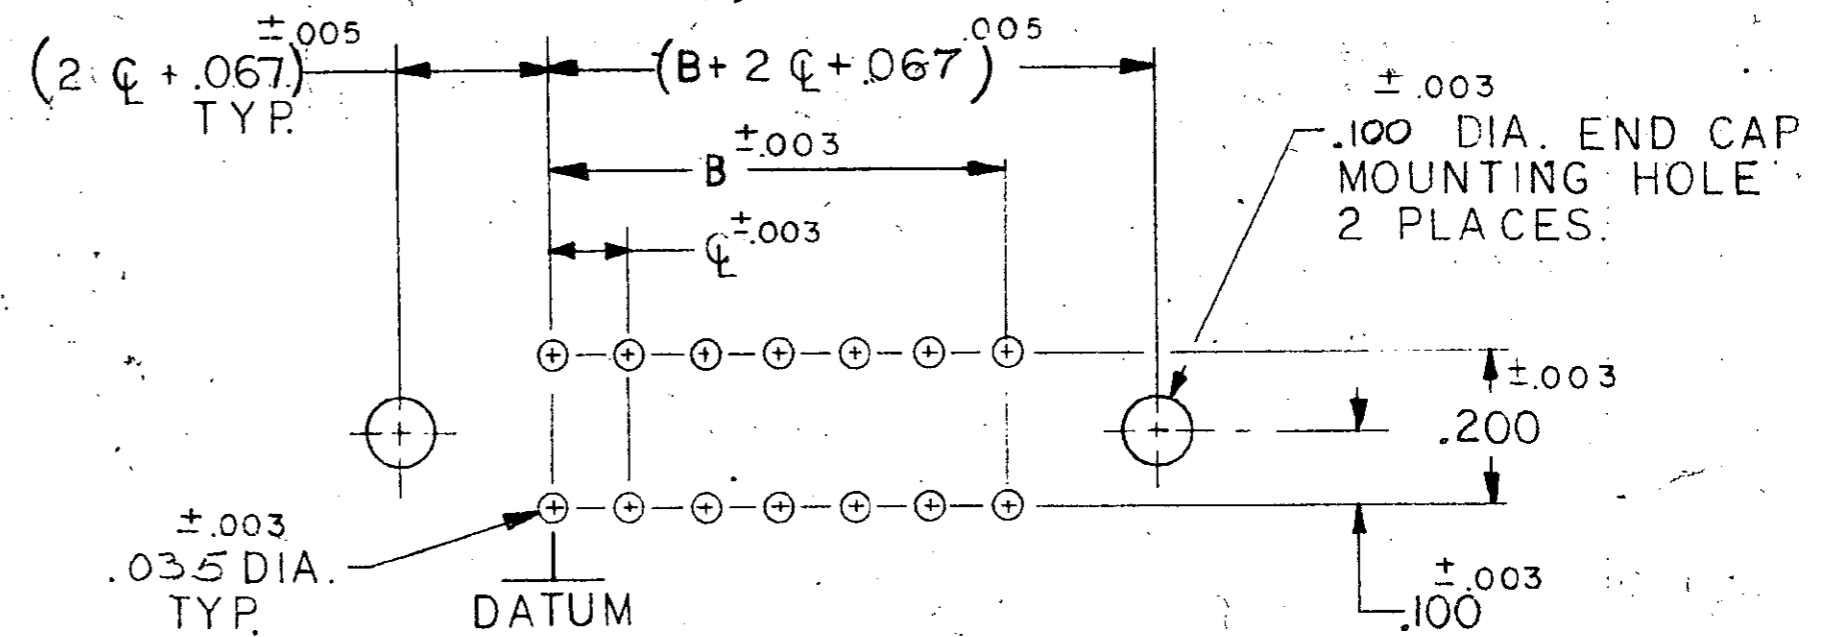 ±.005
(2 ℄ + .067)
TYP.
.005
(B+ 2 ℄ + .067)
±.003
B
±.003
℄
±.003
.100 DIA. END CAP
MOUNTING HOLE
2 PLACES.
±.003
.200
±.003
.035 DIA.
TYP.
DATUM
±.003
.100